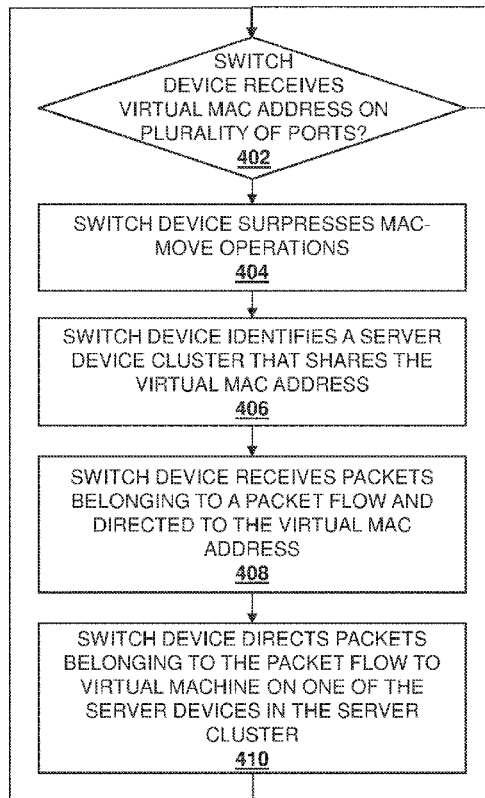 SWITCH
DEVICE RECEIVES
VIRTUAL MAC ADDRESS ON
PLURALITY OF PORTS?
402
SWITCH DEVICE SURPRESSES MAC-
MOVE OPERATIONS
404
SWITCH DEVICE IDENTIFIES A SERVER
DEVICE CLUSTER THAT SHARES THE
VIRTUAL MAC ADDRESS
406
SWITCH DEVICE RECEIVES PACKETS
BELONGING TO A PACKET FLOW AND
DIRECTED TO THE VIRTUAL MAC
ADDRESS
408
SWITCH DEVICE DIRECTS PACKETS
BELONGING TO THE PACKET FLOW TO
VIRTUAL MACHINE ON ONE OF THE
SERVER DEVICES IN THE SERVER
CLUSTER
410